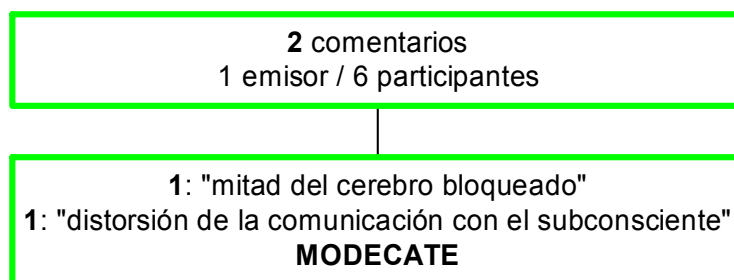 2 comentarios
1 emisor / 6 participantes
1: "mitad del cerebro bloqueado"
1: "distorsión de la comunicación con el subconsciente"
MODECATE